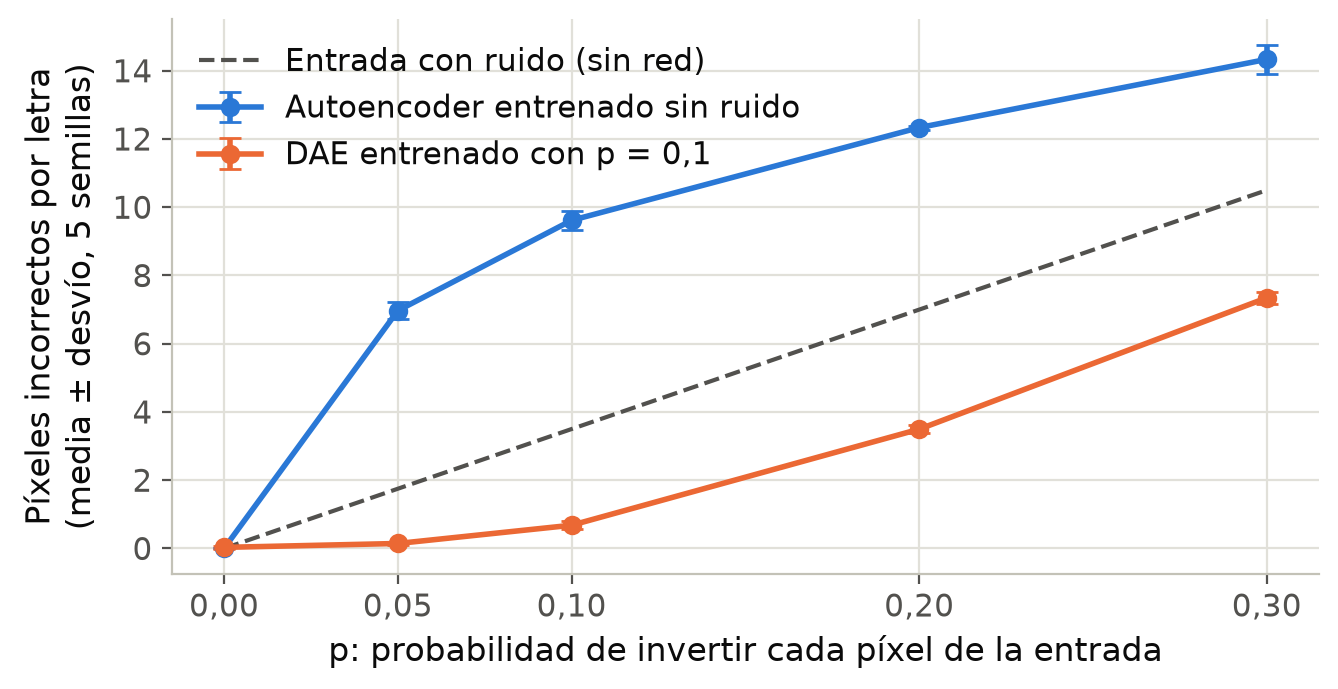 Entrada con ruido (sin red)
Autoencoder entrenado sin ruido
DAE entrenado con p = 0,1
Píxeles incorrectos por letra
(media ± desvío, 5 semillas)
14
12
10
8
6
4
2
0
0,00 0,05 0,10 0,20 0,30
p: probabilidad de invertir cada píxel de la entrada